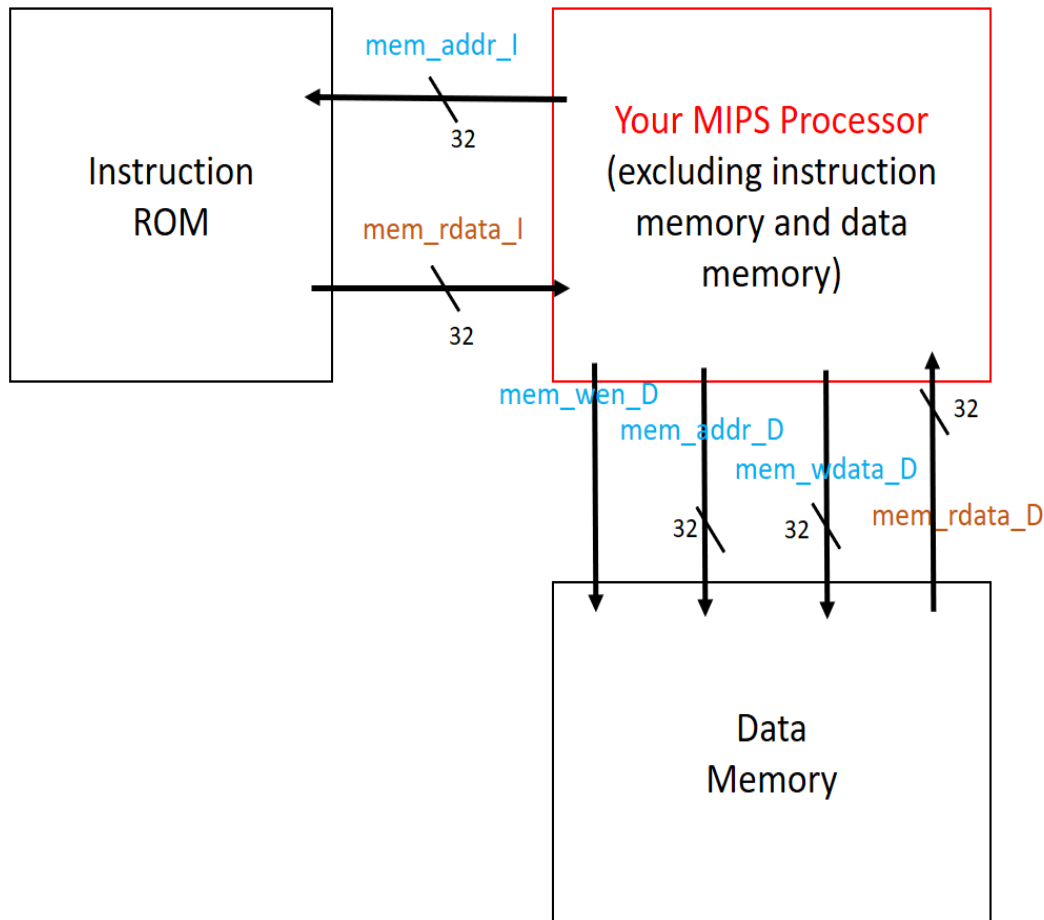 mem_addr_I
32
Instruction
ROM
mem_rdata_I
32
Your MIPS Processor
(excluding instruction
memory and data
memory)
mem_wen_D
mem_addr_D
32
mem_wdata_D
32
32
mem_rdata_D
Data
Memory